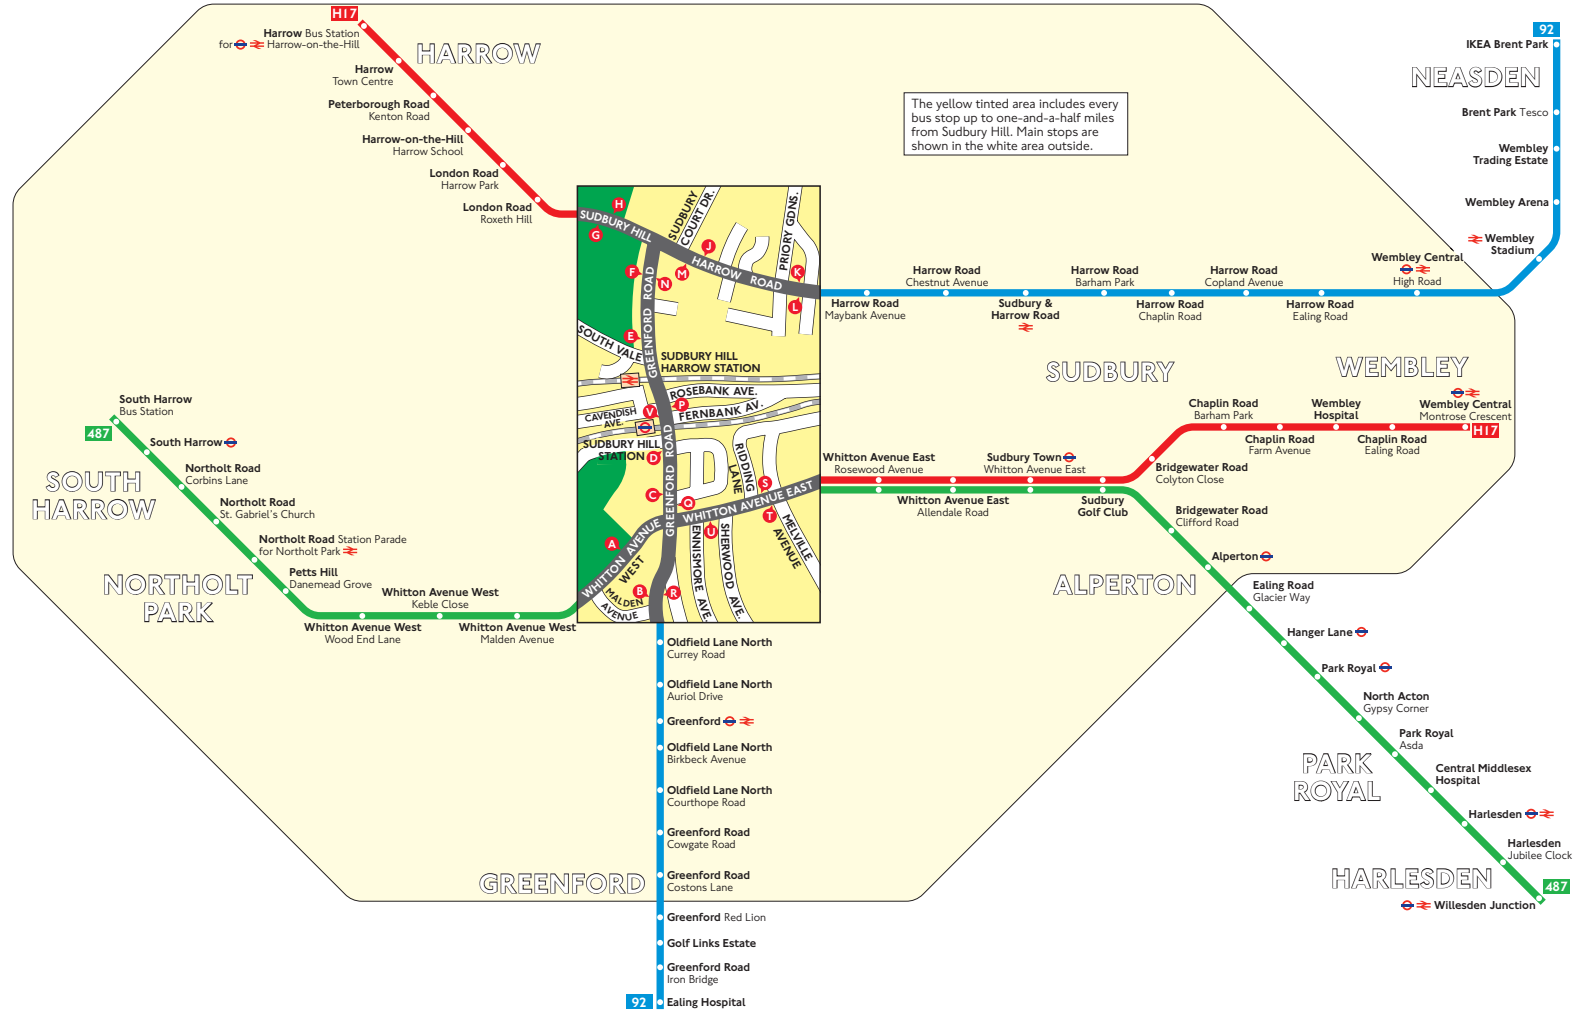 H17
Harrow Bus Station
for Harrow-on-the-Hill
HARROW
Harrow
Town Centre
Peterborough Road
Kenton Road
Harrow-on-the-Hill
Harrow School
London Road
Harrow Park
London Road
Roxeth Hill
The yellow tinted area includes every
bus stop up to one-and-a-half miles
from Sudbury Hill. Main stops are
shown in the white area outside.
92
IKEA Brent Park
NEASDEN
Brent Park Tesco
Wembley
Trading Estate
Wembley Arena
Wembley
Stadium
Wembley Central
High Road
Harrow Road
Maybank Avenue
Harrow Road
Chestnut Avenue
Sudbury &
Harrow Road
Harrow Road
Barham Park
Harrow Road
Chaplin Road
Harrow Road
Copland Avenue
Harrow Road
Ealing Road
SUDBURY
WEMBLEY
Wembley Central
Montrose Crescent
H17
Chaplin Road
Barham Park
Chaplin Road
Farm Avenue
Wembley
Hospital
Chaplin Road
Ealing Road
Bridgewater Road
Colyton Close
Whitton Avenue East
Rosewood Avenue
Sudbury Town
Whitton Avenue East
Whitton Avenue East
Allendale Road
Sudbury
Golf Club
Bridgewater Road
Clifford Road
Alperton
ALPERTON
Ealing Road
Glacier Way
Hanger Lane
Park Royal
North Acton
Gypsy Corner
Park Royal
Asda
PARK
ROYAL
Central Middlesex
Hospital
Harlesden
Harlesden
Jubilee Clock
HARLESDEN
487
Willesden Junction
South Harrow
Bus Station
487
South Harrow
SOUTH
HARROW
Northolt Road
Corbins Lane
Northolt Road
St. Gabriel's Church
Northolt Road Station Parade
for Northolt Park
NORTHOLT
PARK
Petts Hill
Danemead Grove
Whitton Avenue West
Keble Close
Whitton Avenue West
Wood End Lane
Whitton Avenue West
Malden Avenue
H
G
SUDBURY HILL
SUDBURY
COURT DR.
PRIORY GDNS.
J
HARROW ROAD
F
N
M
K
L
GREENFORD ROAD
E
SOUTH VALE
SUDBURY HILL
HARROW STATION
ROSEBANK AVE.
CAVENDISH
AVE.
V
P
FERNBANK AV.
SUDBURY HILL
STATION
D
GREENFORD ROAD
RIDDING
LANE
C
Q
S
WHITTON AVENUE EAST
A
U
T
WHITTON AVENUE
WEST
ENNISMORE AVE.
SHERWOOD AVE.
MELVILLE
AVENUE
MALDEN
AVENUE
B
R
Oldfield Lane North
Currey Road
Oldfield Lane North
Auriol Drive
Greenford
Oldfield Lane North
Birkbeck Avenue
Oldfield Lane North
Courthope Road
Greenford Road
Cowgate Road
GREENFORD
Greenford Road
Costons Lane
Greenford Red Lion
Golf Links Estate
Greenford Road
Iron Bridge
92
Ealing Hospital